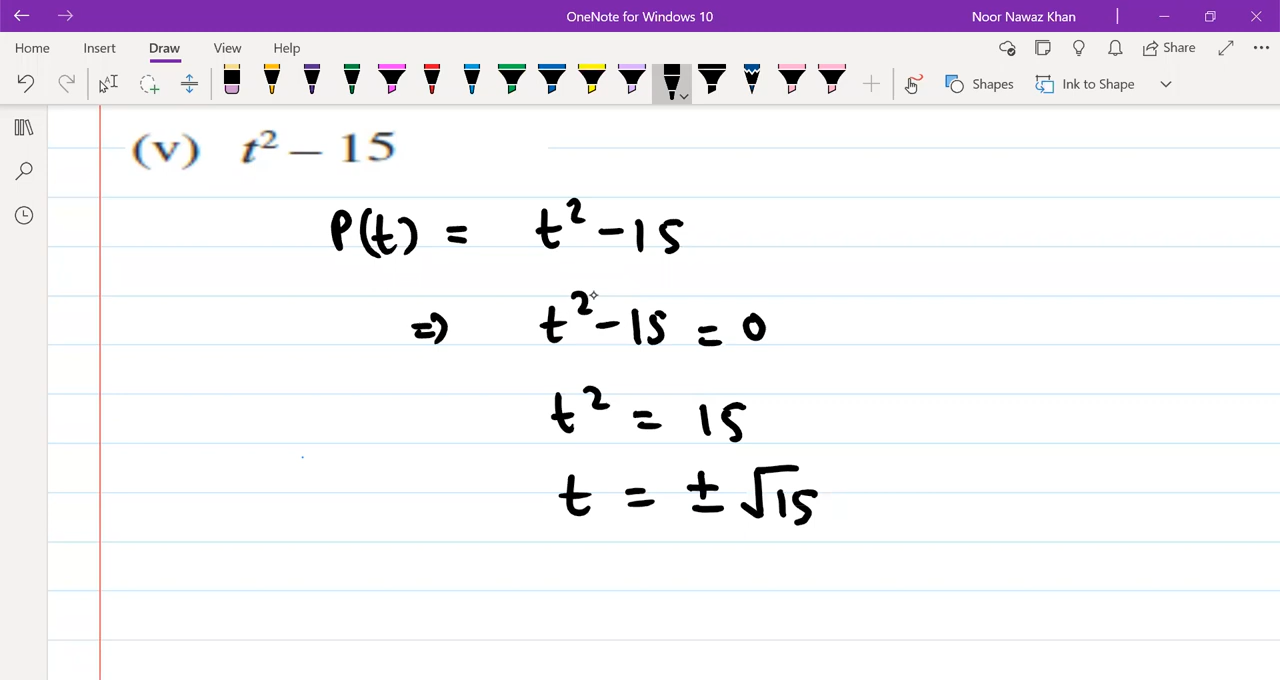 OneNote for Windows 10
Noor Nawaz Khan
Home Insert Draw View Help
Share
Shapes
Ink to Shape
(v) t² – 15
P(t) = t² - 15
⇒ t² - 15 = 0
t² = 15
t = ± √15